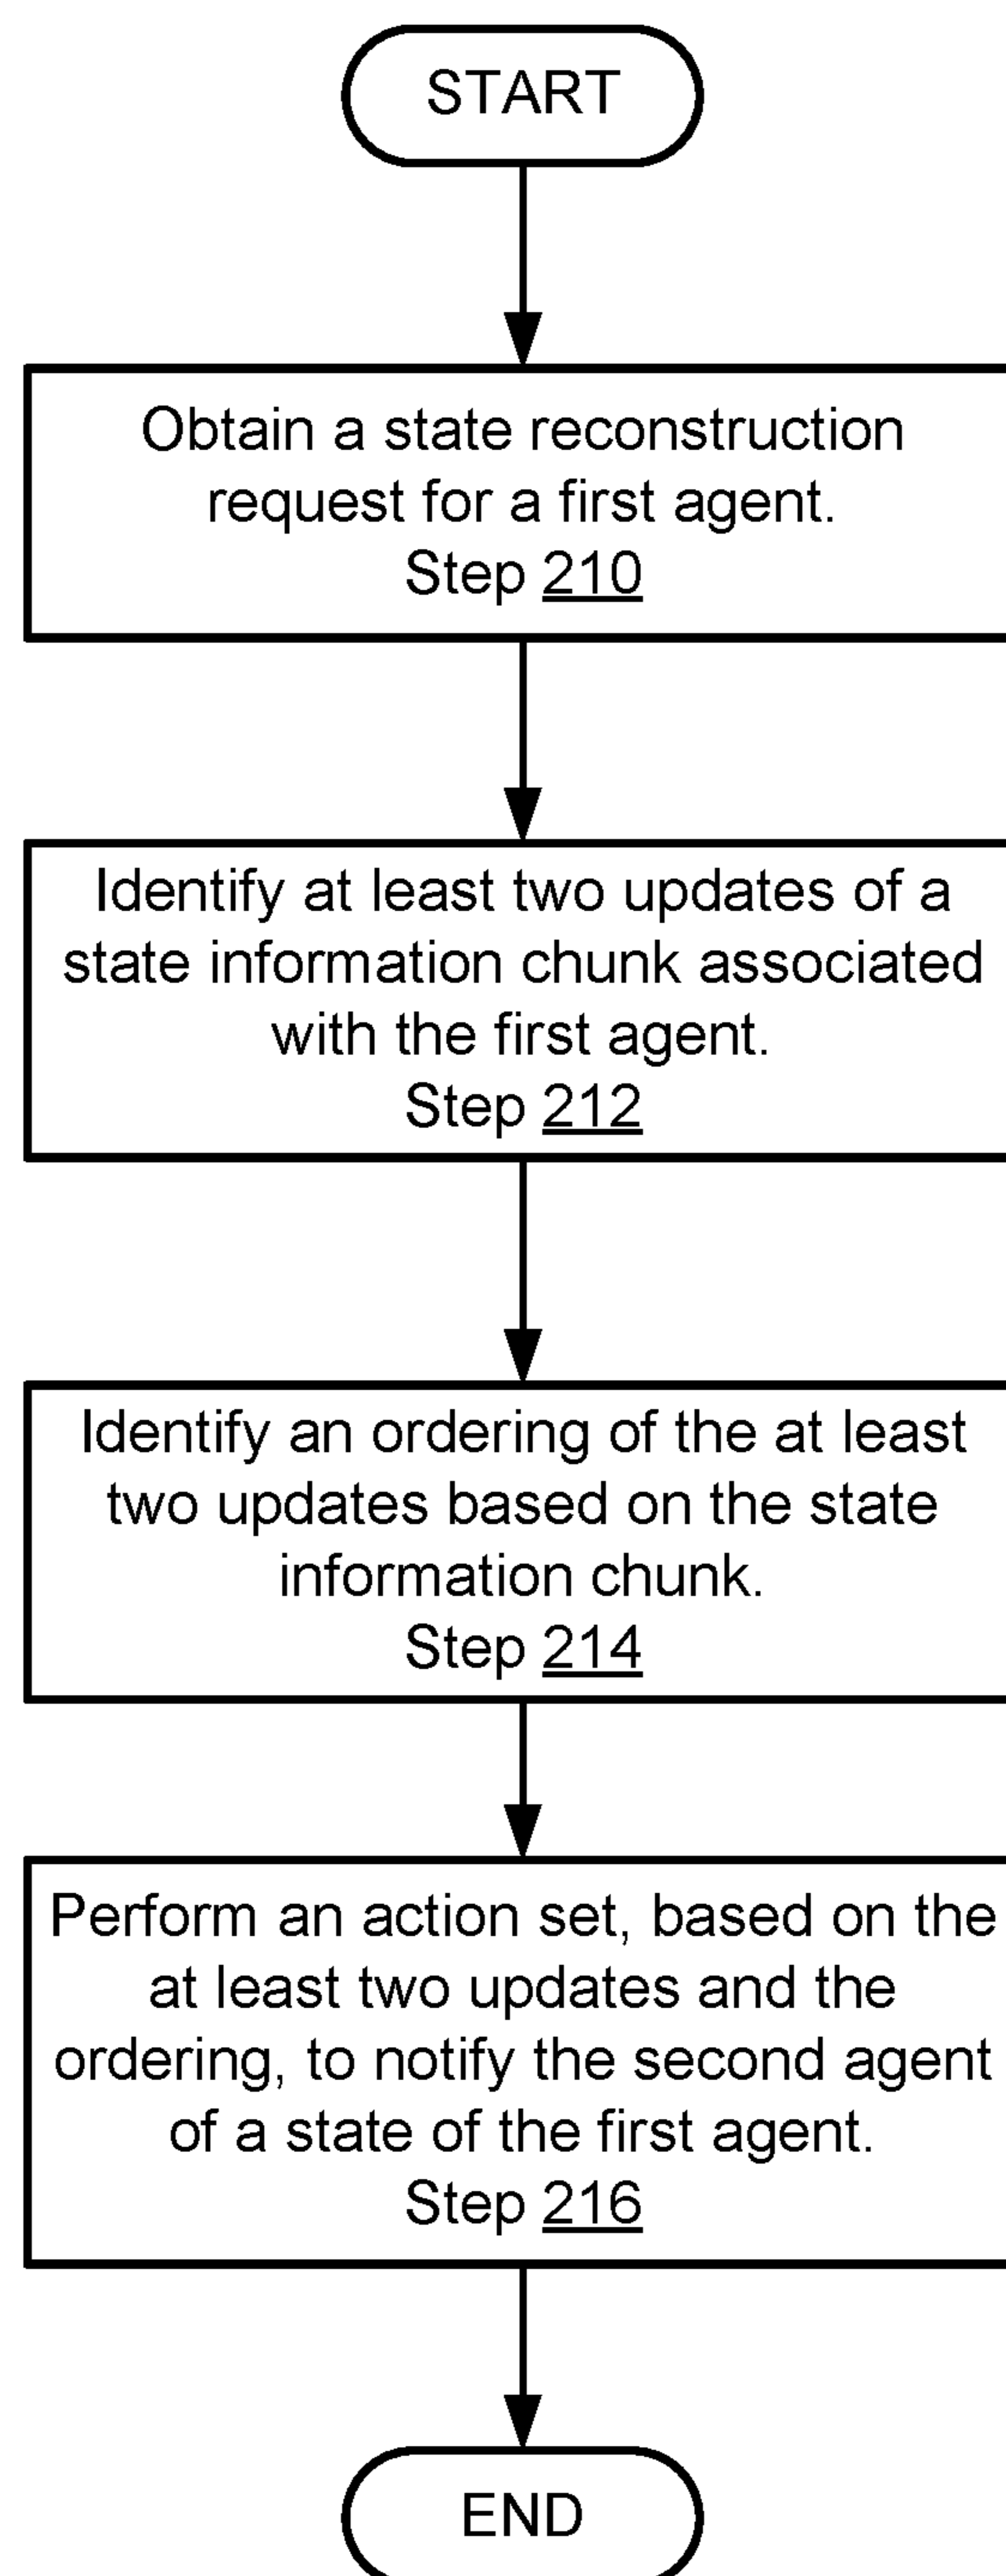 START
Obtain a state reconstruction
request for a first agent.
Step 210
Identify at least two updates of a
state information chunk associated
with the first agent.
Step 212
Identify an ordering of the at least
two updates based on the state
information chunk.
Step 214
Perform an action set, based on the
at least two updates and the
ordering, to notify the second agent
of a state of the first agent.
Step 216
END